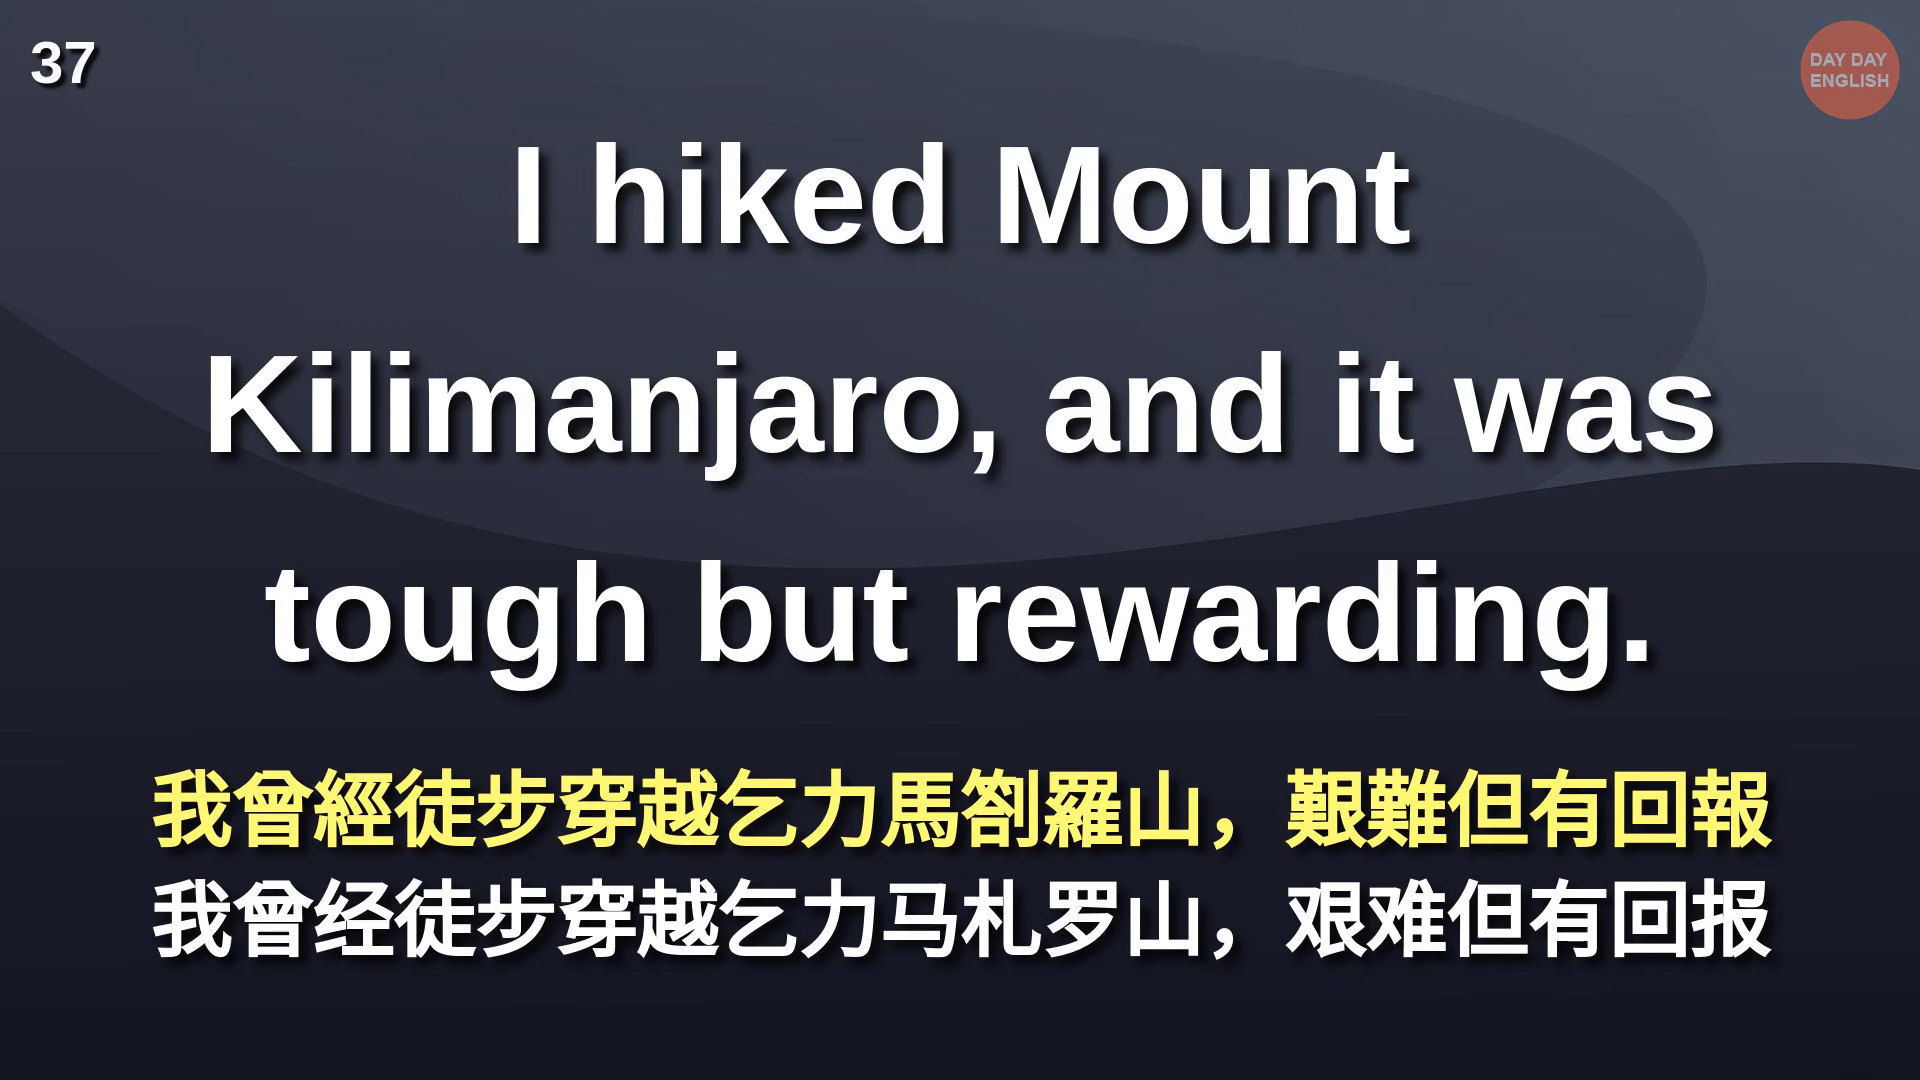 37
DAY DAY
ENGLISH
I hiked Mount
Kilimanjaro, and it was
tough but rewarding.
我曾經徒步穿越乞力馬劄羅山，艱難但有回報
我曾经徒步穿越乞力马札罗山，艰难但有回报